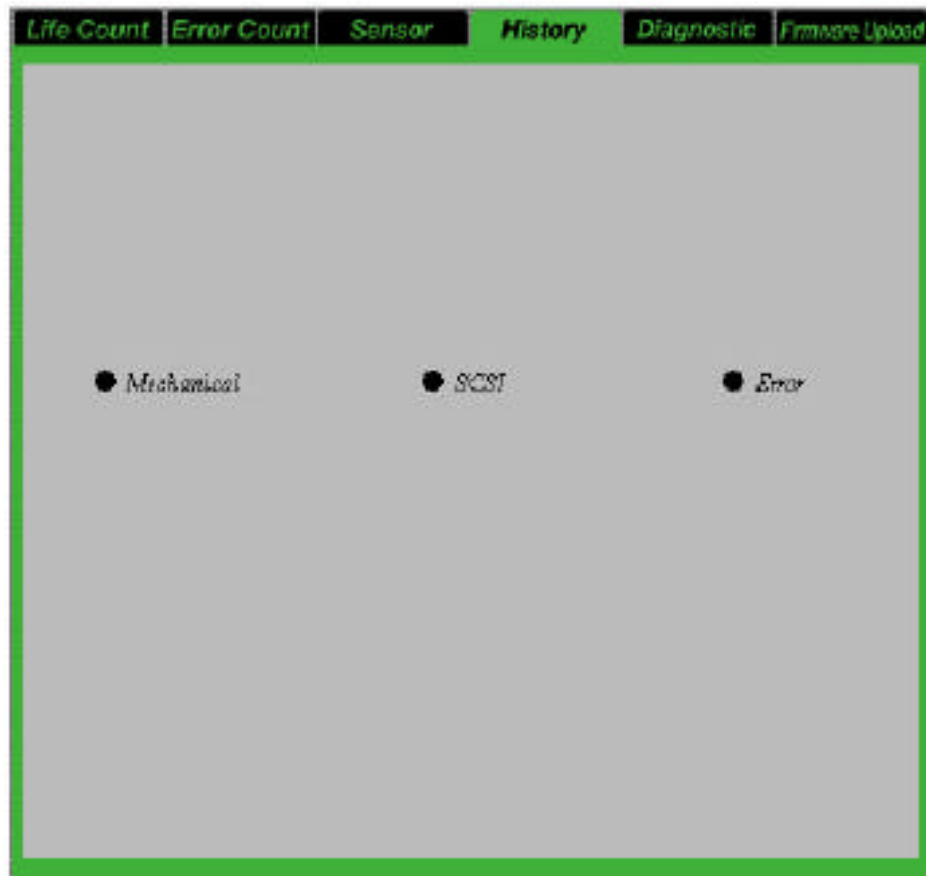 Life Count Error Count Sensor History Diagnostic Firmware Upload
Mechanical SCSI Error